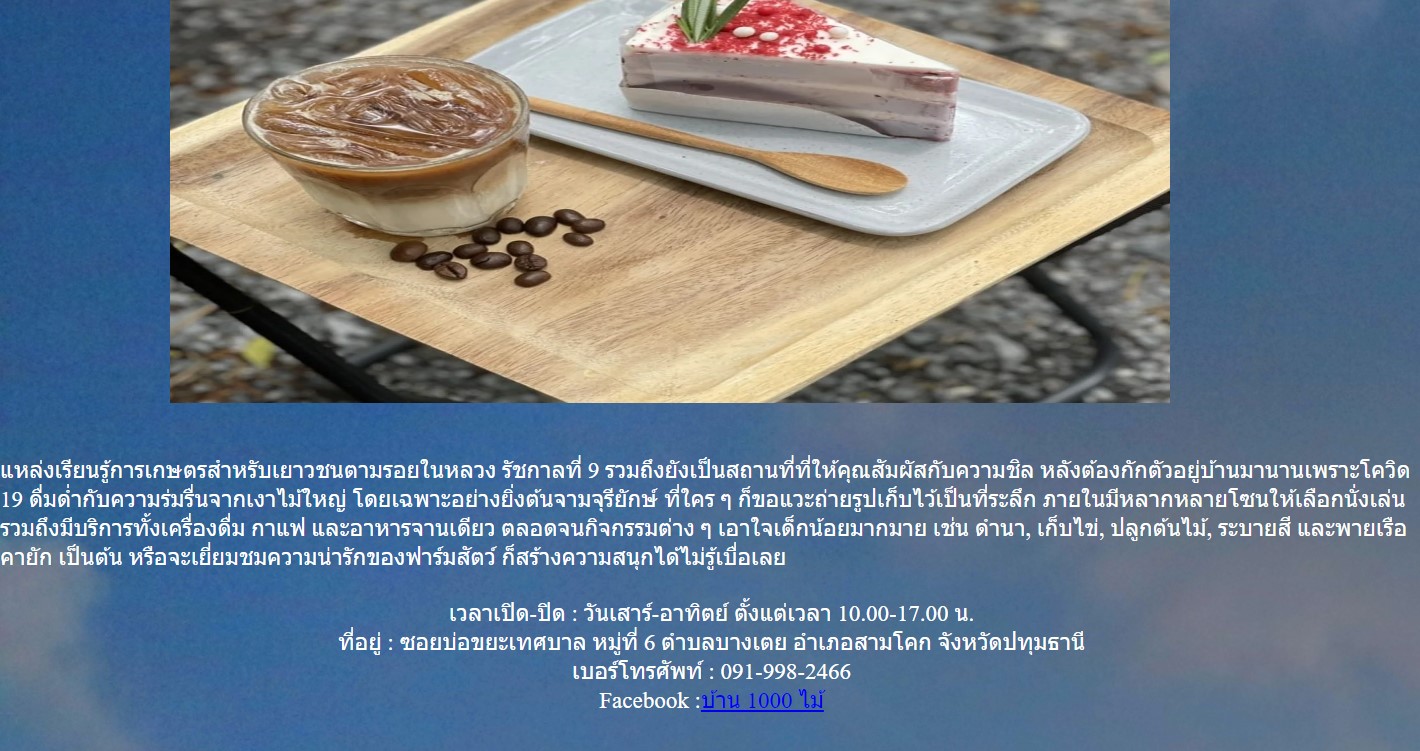 แหล่งเรียนรู้การเกษตรสำหรับเยาวชนตามรอยในหลวง รัชกาลที่ 9 รวมถึงยังเป็นสถานที่ที่ให้คุณสัมผัสกับความชิล หลังต้องกักตัวอยู่บ้านมานานเพราะโควิด
19 ดื่มด่ำกับความร่มรื่นจากเงาไม้ใหญ่ โดยเฉพาะอย่างยิ่งต้นจามจุรียักษ์ ที่ใคร ๆ ก็ขอแวะถ่ายรูปเก็บไว้เป็นที่ระลึก ภายในมีหลากหลายโซนให้เลือกนั่งเล่น
รวมถึงมีบริการทั้งเครื่องดื่ม กาแฟ และอาหารจานเดียว ตลอดจนกิจกรรมต่าง ๆ เอาใจเด็กน้อยมากมาย เช่น ดำนา, เก็บไข่, ปลูกต้นไม้, ระบายสี และพายเรือ
คายัก เป็นต้น หรือจะเยี่ยมชมความน่ารักของฟาร์มสัตว์ ก็สร้างความสนุกได้ไม่รู้เบื่อเลย
เวลาเปิด-ปิด : วันเสาร์-อาทิตย์ ตั้งแต่เวลา 10.00-17.00 น.
ที่อยู่ : ซอยบ่อขยะเทศบาล หมู่ที่ 6 ตำบลบางเตย อำเภอสามโคก จังหวัดปทุมธานี
เบอร์โทรศัพท์ : 091-998-2466
Facebook :บ้าน 1000 ไม้